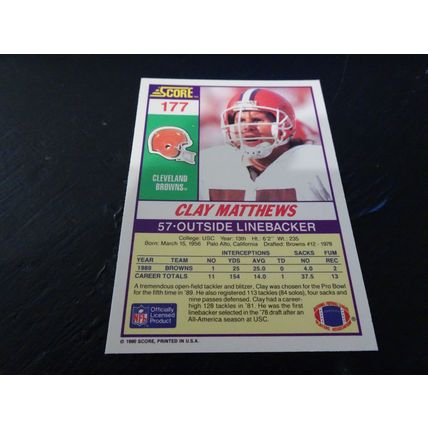 SCORE
177
CLEVELAND
BROWNS
CLAY MATTHEWS
57·OUTSIDE LINEBACKER
College: USC Year: 13th Ht: 6'2" Wt: 235
Born: March 15, 1956 Palo Alto, California Drafted: Browns #12 - 1978
INTERCEPTIONS SACKS FUM
YEAR TEAM NO YDS AVG TD NO REC
1989 BROWNS 1 25 25.0 0 4.0 2
CAREER TOTALS 11 154 14.0 1 37.5 13
A tremendous open-field tackler and blitzer, Clay was chosen for the Pro Bowl
for the fifth time in '89. He also registered 113 tackles (84 solos), four sacks and
nine passes defensed. Clay had a career-
high 128 tackles in '81. He was the first
linebacker selected in the '78 draft after an
All-America season at USC.
NFL
Officially
Licensed
Product
© 1990 SCORE, PRINTED IN U.S.A.